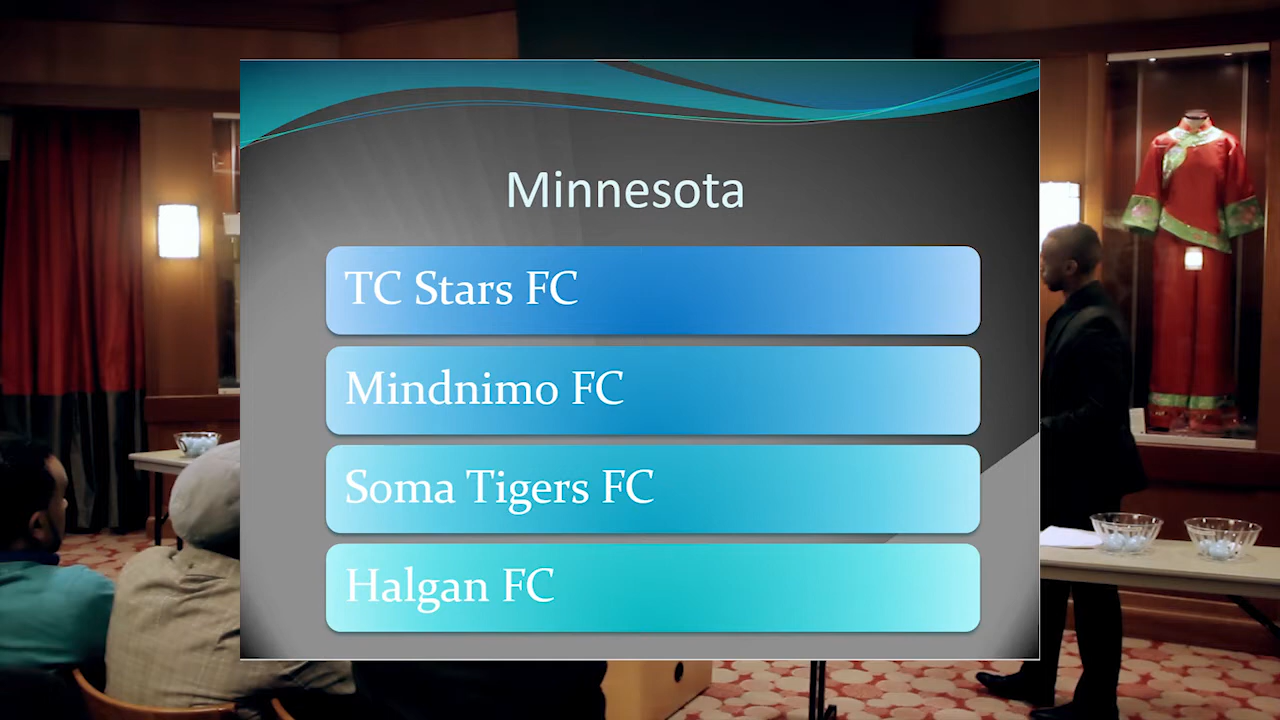 Minnesota
TC Stars FC
Mindnimo FC
Soma Tigers FC
Halgan FC